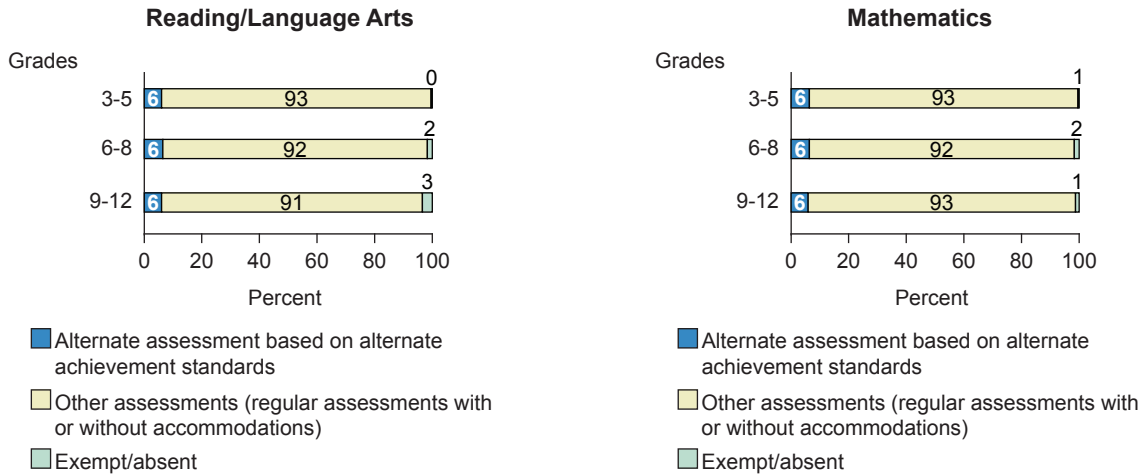 Reading/Language Arts
Grades
0
3-5 6 93
2
6-8 6 92
3
9-12 6 91
0 20 40 60 80 100
Percent
Alternate assessment based on alternate
achievement standards
Other assessments (regular assessments with
or without accommodations)
Exempt/absent
Mathematics
Grades
1
3-5 6 93
2
6-8 6 92
1
9-12 6 93
0 20 40 60 80 100
Percent
Alternate assessment based on alternate
achievement standards
Other assessments (regular assessments with
or without accommodations)
Exempt/absent